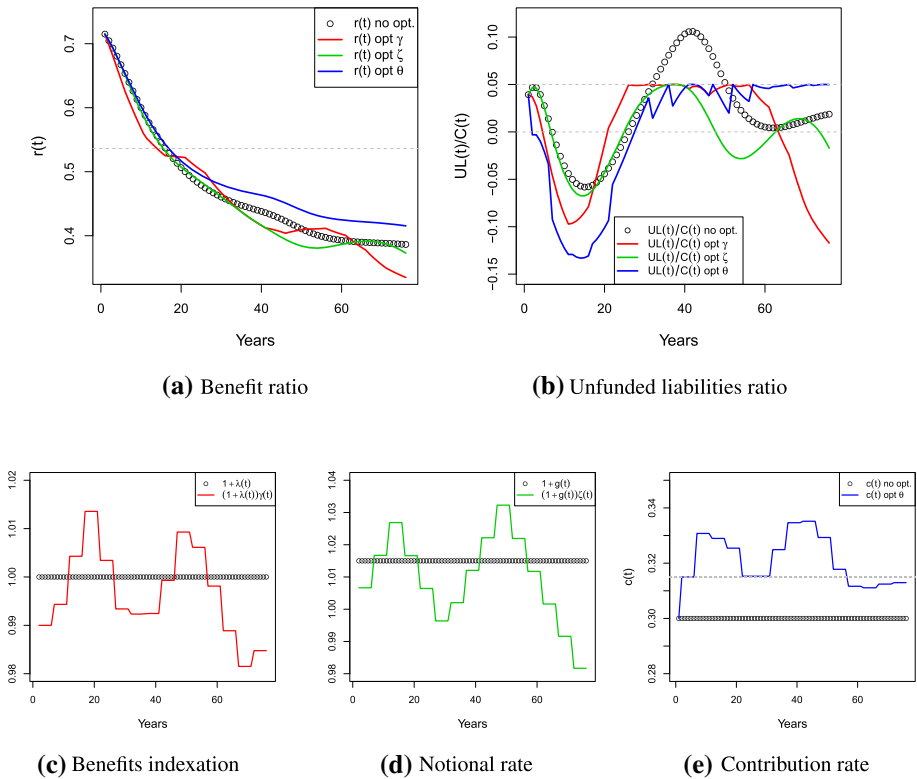 r(t) no opt.
r(t) opt γ
r(t) opt ζ
r(t) opt θ
0.7
0.6
0.5
0.4
r(t)
0 20 40 60
Years
(a) Benefit ratio
UL(t)/C(t) no opt.
UL(t)/C(t) opt γ
UL(t)/C(t) opt ζ
UL(t)/C(t) opt θ
0.10
0.05
0.00
−0.05
−0.10
−0.15
UL(t)/C(t)
0 20 40 60
Years
(b) Unfunded liabilities ratio
1+λ(t)
(1+λ(t))γ(t)
1.02
1.01
1.00
0.99
0.98
0 20 40 60
Years
(c) Benefits indexation
1+g(t)
(1+g(t))ζ(t)
1.04
1.03
1.02
1.01
1.00
0.99
0.98
0 20 40 60
Years
(d) Notional rate
c(t) no opt.
c(t) opt θ
0.34
0.32
0.30
0.28
c(t)
0 20 40 60
Years
(e) Contribution rate